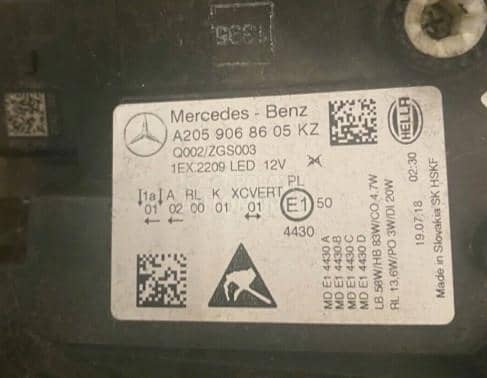 1395
Mercedes - Benz
A205 906 86 05 KZ
Q002/ZGS003
1EX.2209 LED 12V
PL
1a A RL K XCVERT
01 02 00 01 01
E1 50
4430
HELLA
MD E1 4430 A
MD E1 4430 B
MD E1 4430 C
MD E1 4430 D
LB 58W/HB 83W/CO 4,7W
RL 13,6W/PO 3W/DI 20W
19.07.18 02:30
Made in Slovakia SK HSKF